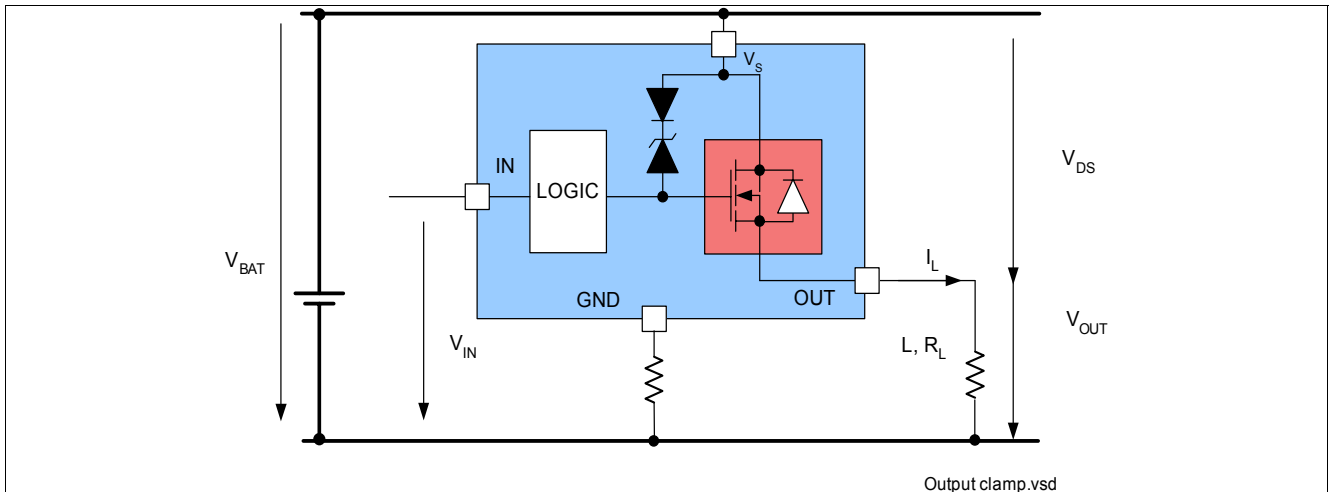 V_S
IN
LOGIC
V_DS
V_BAT
I_L
GND
OUT
V_IN
V_OUT
L, R_L
Output clamp.vsd